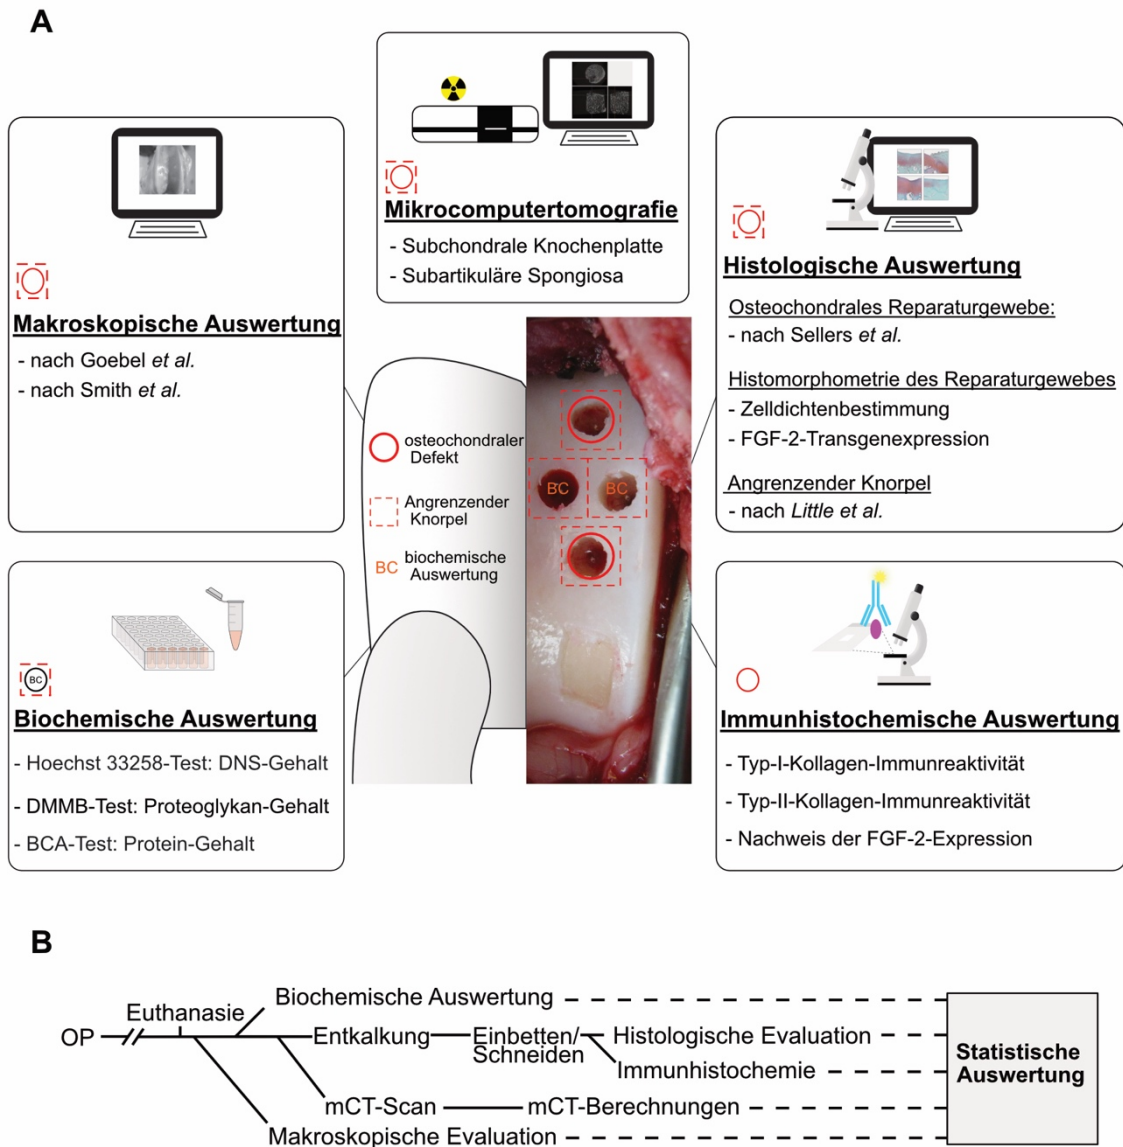 A
Mikrocomputertomografie
- Subchondrale Knochenplatte
- Subartikuläre Spongiosa
Makroskopische Auswertung
- nach Goebel et al.
- nach Smith et al.
Histologische Auswertung
Osteochondrales Reparaturgewebe:
- nach Sellers et al.
Histomorphometrie des Reparaturgewebes
- Zelldichtenbestimmung
- FGF-2-Transgenexpression
Angrenzender Knorpel
- nach Little et al.
osteochondraler
Defekt
Angrenzender
Knorpel
BC biochemische
Auswertung
BC
BC
BC
Biochemische Auswertung
- Hoechst 33258-Test: DNS-Gehalt
- DMMB-Test: Proteoglykan-Gehalt
- BCA-Test: Protein-Gehalt
Immunhistochemische Auswertung
- Typ-I-Kollagen-Immunreaktivität
- Typ-II-Kollagen-Immunreaktivität
- Nachweis der FGF-2-Expression
B
OP
Euthanasie
Biochemische Auswertung
Entkalkung
Einbetten/
Schneiden
Histologische Evaluation
Immunhistochemie
mCT-Scan
mCT-Berechnungen
Makroskopische Evaluation
Statistische
Auswertung